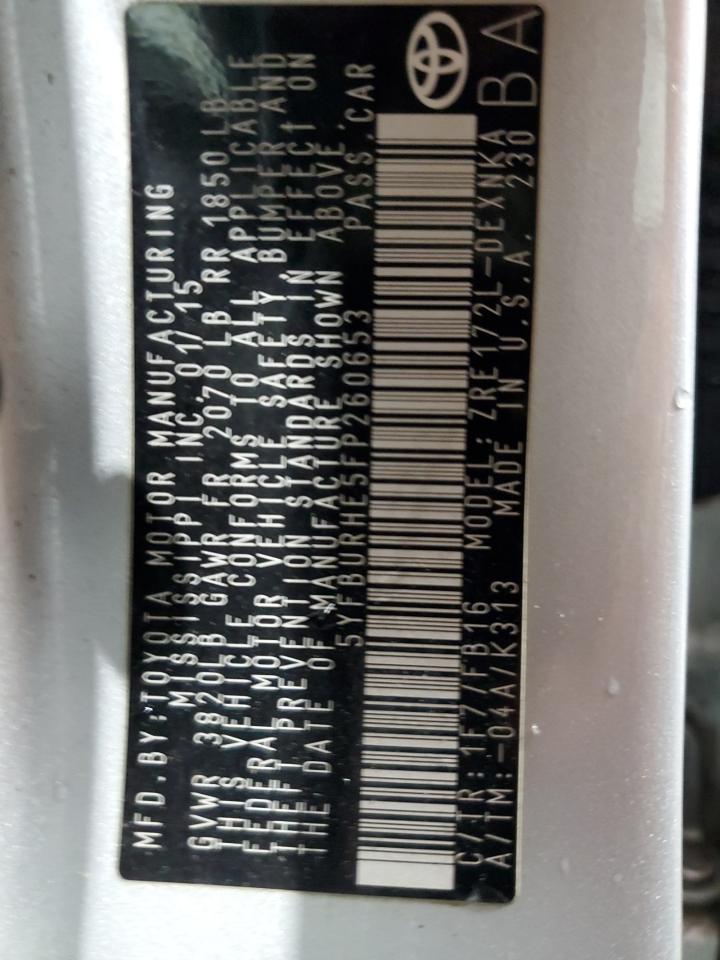 MFD.BY:TOYOTA MOTOR MANUFACTURING
MISSISSIPPI INC. 01/15
GVWR 3820LB GAWR FR 2070 LB RR 1850LB
THIS VEHICLE CONFORMS TO ALL APPLICABLE
FEDERAL MOTOR VEHICLE SAFETY, BUMPER AND
THEFT PREVENTION STANDARDS IN EFFECT ON
THE DATE OF MANUFACTURE SHOWN ABOVE.
5YFBURHE5FP260653 PASS.CAR
C/TR:1F7/FB16 MODEL:ZRE172L-DEXNKA
A/TM:-04A/K313 MADE IN U.S.A. 230
BA